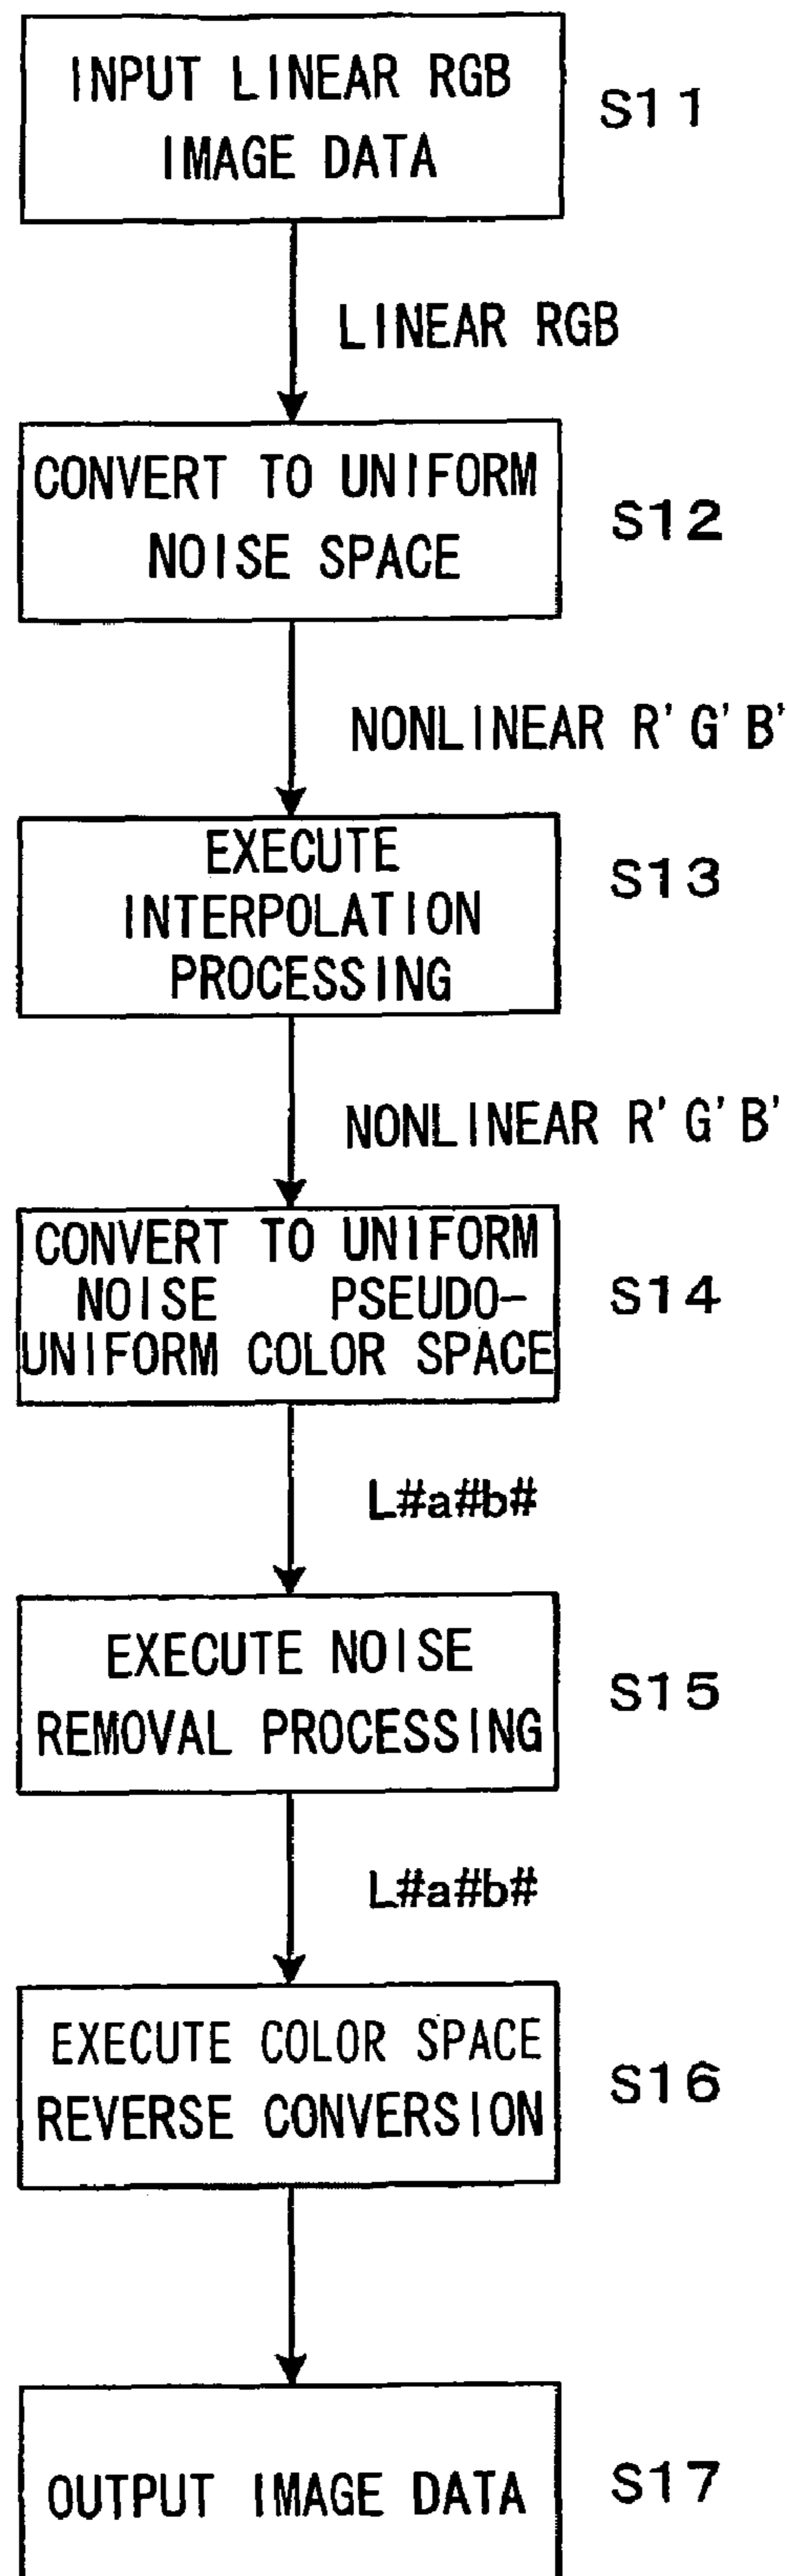 INPUT LINEAR RGB
IMAGE DATA
S11
LINEAR RGB
CONVERT TO UNIFORM
NOISE SPACE
S12
NONLINEAR R'G'B'
EXECUTE
INTERPOLATION
PROCESSING
S13
NONLINEAR R'G'B'
CONVERT TO UNIFORM
NOISE PSEUDO-
UNIFORM COLOR SPACE
S14
L#a#b#
EXECUTE NOISE
REMOVAL PROCESSING
S15
L#a#b#
EXECUTE COLOR SPACE
REVERSE CONVERSION
S16
OUTPUT IMAGE DATA
S17